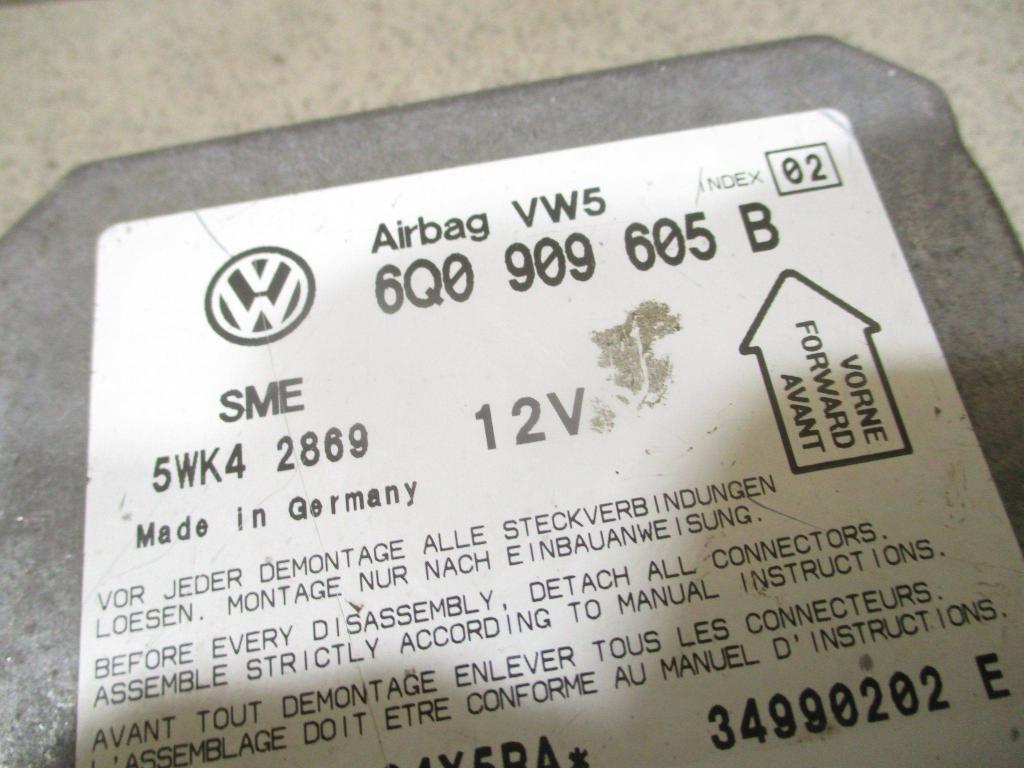 INDEX 02
Airbag VW5
6Q0 909 605 B
VW
SME
5WK4 2869
12V
VORNE
FORWARD
AVANT
Made in Germany
VOR JEDER DEMONTAGE ALLE STECKVERBINDUNGEN
LOESEN. MONTAGE NUR NACH EINBAUANWEISUNG.
BEFORE EVERY DISASSEMBLY, DETACH ALL CONNECTORS.
ASSEMBLE STRICTLY ACCORDING TO MANUAL INSTRUCTIONS.
AVANT TOUT DEMONTAGE ENLEVER TOUS LES CONNECTEURS.
L'ASSEMBLAGE DOIT ETRE CONFORME AU MANUEL D'INSTRUCTIONS.
34990202 E